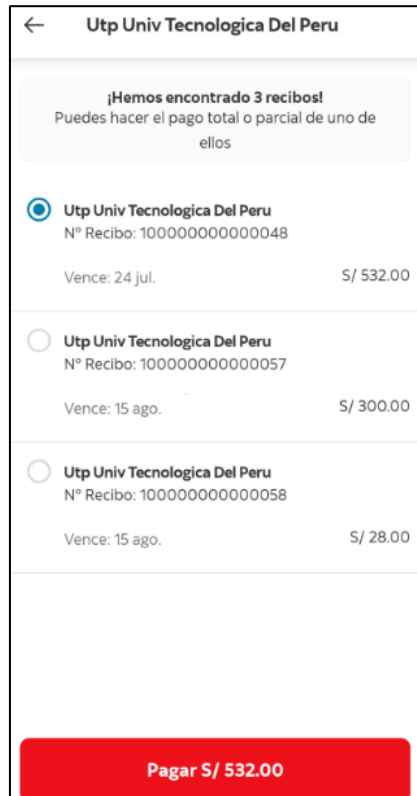 Utp Univ Tecnologica Del Peru
¡Hemos encontrado 3 recibos!
Puedes hacer el pago total o parcial de uno de
ellos
Utp Univ Tecnologica Del Peru
N° Recibo: 100000000000048
Vence: 24 jul. S/ 532.00
Utp Univ Tecnologica Del Peru
N° Recibo: 100000000000057
Vence: 15 ago. S/ 300.00
Utp Univ Tecnologica Del Peru
N° Recibo: 100000000000058
Vence: 15 ago. S/ 28.00
Pagar S/ 532.00